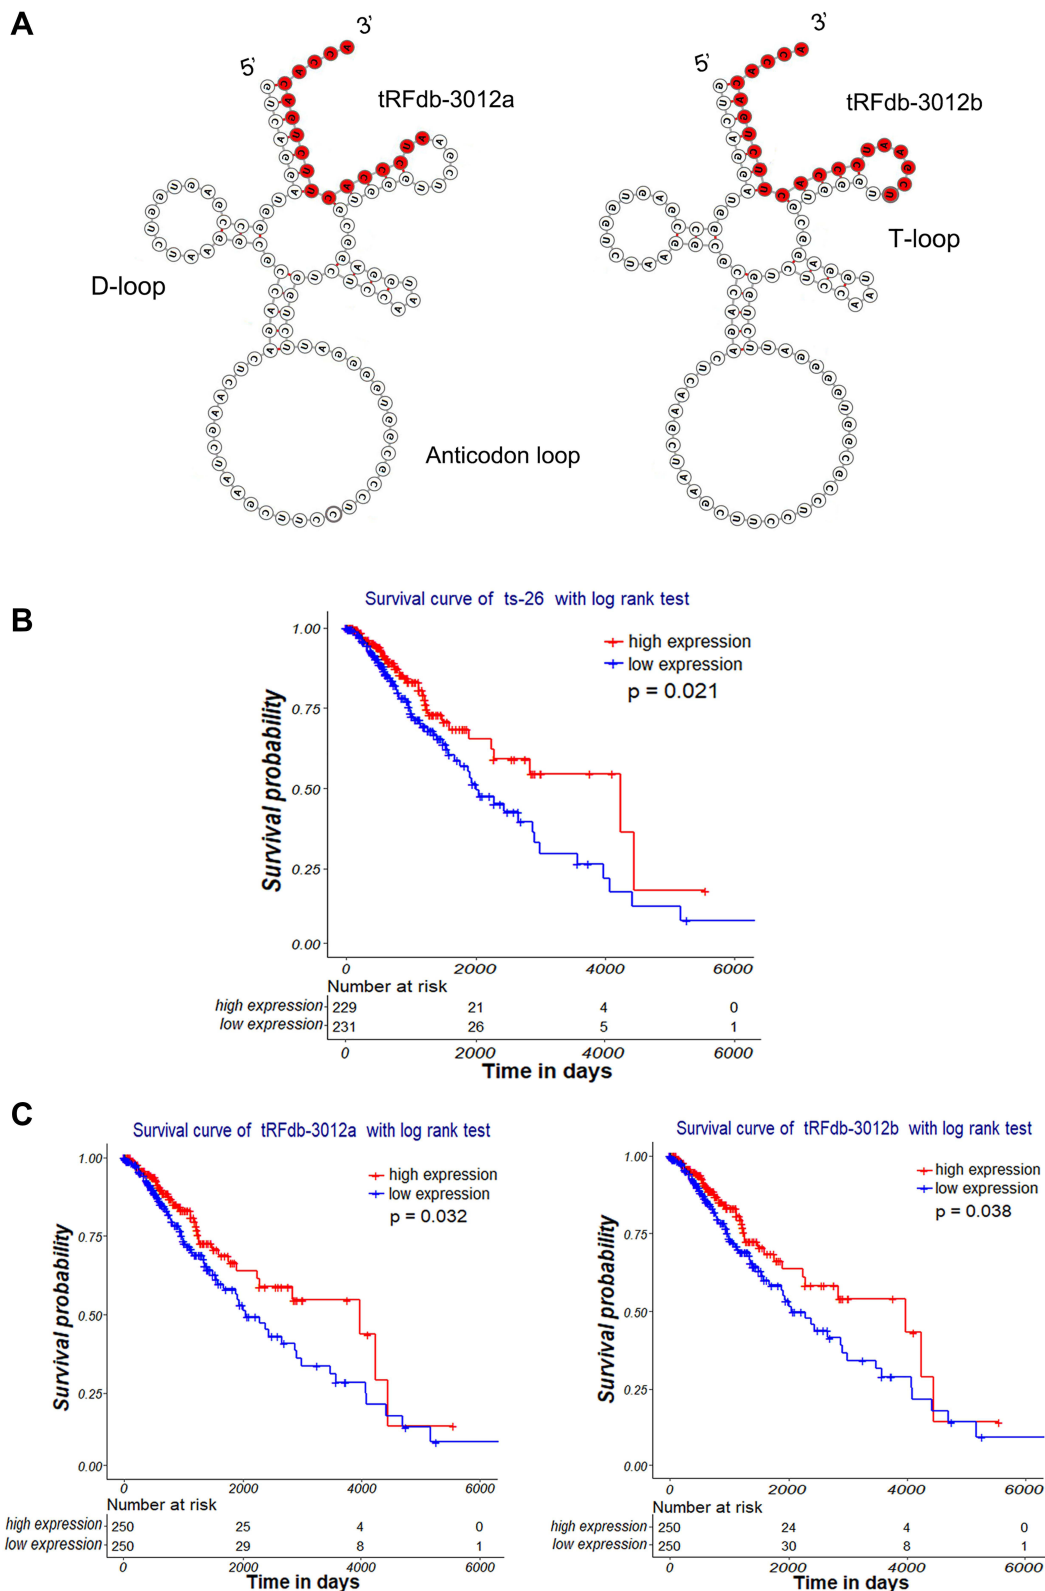 A
3'
5'
tRFdb-3012a
D-loop
Anticodon loop
3'
5'
tRFdb-3012b
T-loop
B
Survival curve of ts-26 with log rank test
high expression
low expression
p = 0.021
Survival probability
1.00
0.75
0.50
0.25
0.00
0 2000 4000 6000
Number at risk
high expression 229 21 4 0
low expression 231 26 5 1
0 2000 4000 6000
Time in days
C
Survival curve of tRFdb-3012a with log rank test
high expression
low expression
p = 0.032
Survival probability
1.00
0.75
0.50
0.25
0.00
0 2000 4000 6000
Number at risk
high expression 250 25 4 0
low expression 250 29 8 1
0 2000 4000 6000
Time in days
Survival curve of tRFdb-3012b with log rank test
high expression
low expression
p = 0.038
Survival probability
1.00
0.75
0.50
0.25
0.00
0 2000 4000 6000
Number at risk
high expression 250 24 4 0
low expression 250 30 8 1
0 2000 4000 6000
Time in days